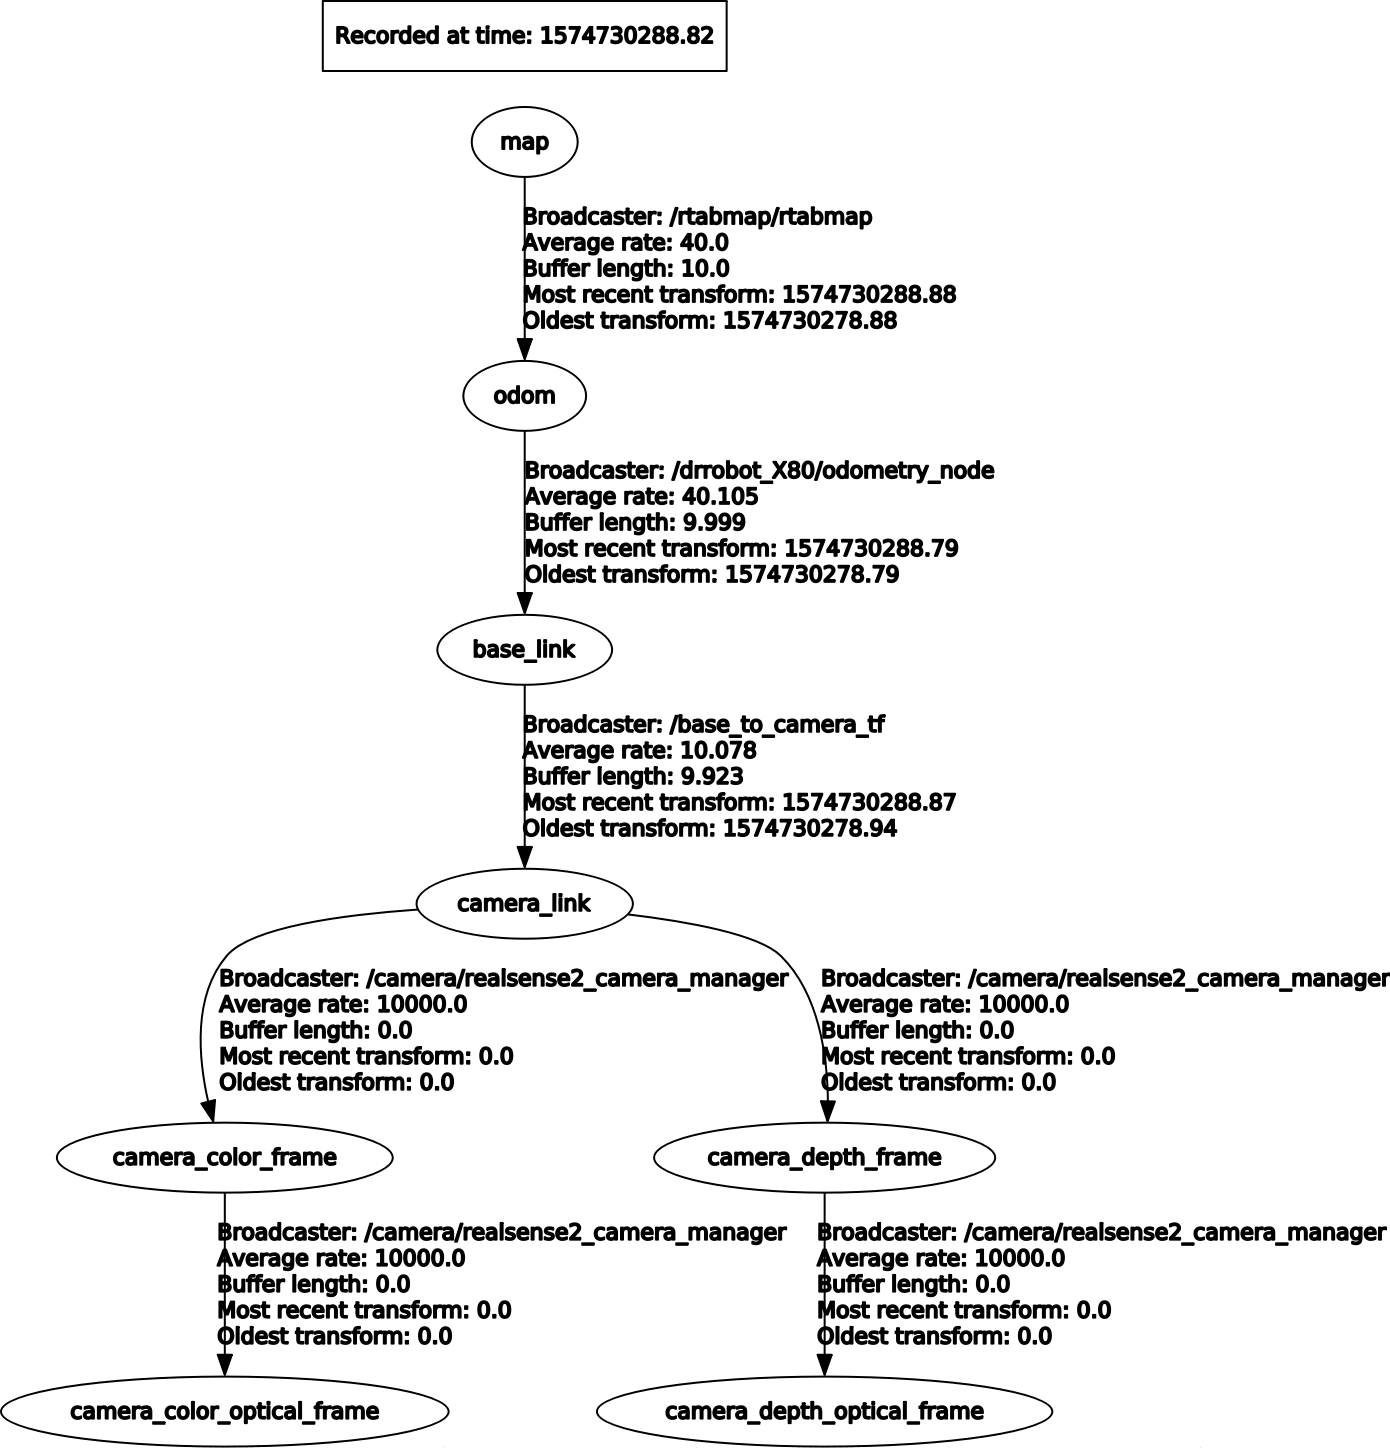 Recorded at time: 1574730288.82
map
Broadcaster: /rtabmap/rtabmap
Average rate: 40.0
Buffer length: 10.0
Most recent transform: 1574730288.88
Oldest transform: 1574730278.88
odom
Broadcaster: /drrobot_X80/odometry_node
Average rate: 40.105
Buffer length: 9.999
Most recent transform: 1574730288.79
Oldest transform: 1574730278.79
base_link
Broadcaster: /base_to_camera_tf
Average rate: 10.078
Buffer length: 9.923
Most recent transform: 1574730288.87
Oldest transform: 1574730278.94
camera_link
Broadcaster: /camera/realsense2_camera_manager
Average rate: 10000.0
Buffer length: 0.0
Most recent transform: 0.0
Oldest transform: 0.0
Broadcaster: /camera/realsense2_camera_manager
Average rate: 10000.0
Buffer length: 0.0
Most recent transform: 0.0
Oldest transform: 0.0
camera_color_frame
camera_depth_frame
Broadcaster: /camera/realsense2_camera_manager
Average rate: 10000.0
Buffer length: 0.0
Most recent transform: 0.0
Oldest transform: 0.0
Broadcaster: /camera/realsense2_camera_manager
Average rate: 10000.0
Buffer length: 0.0
Most recent transform: 0.0
Oldest transform: 0.0
camera_color_optical_frame
camera_depth_optical_frame